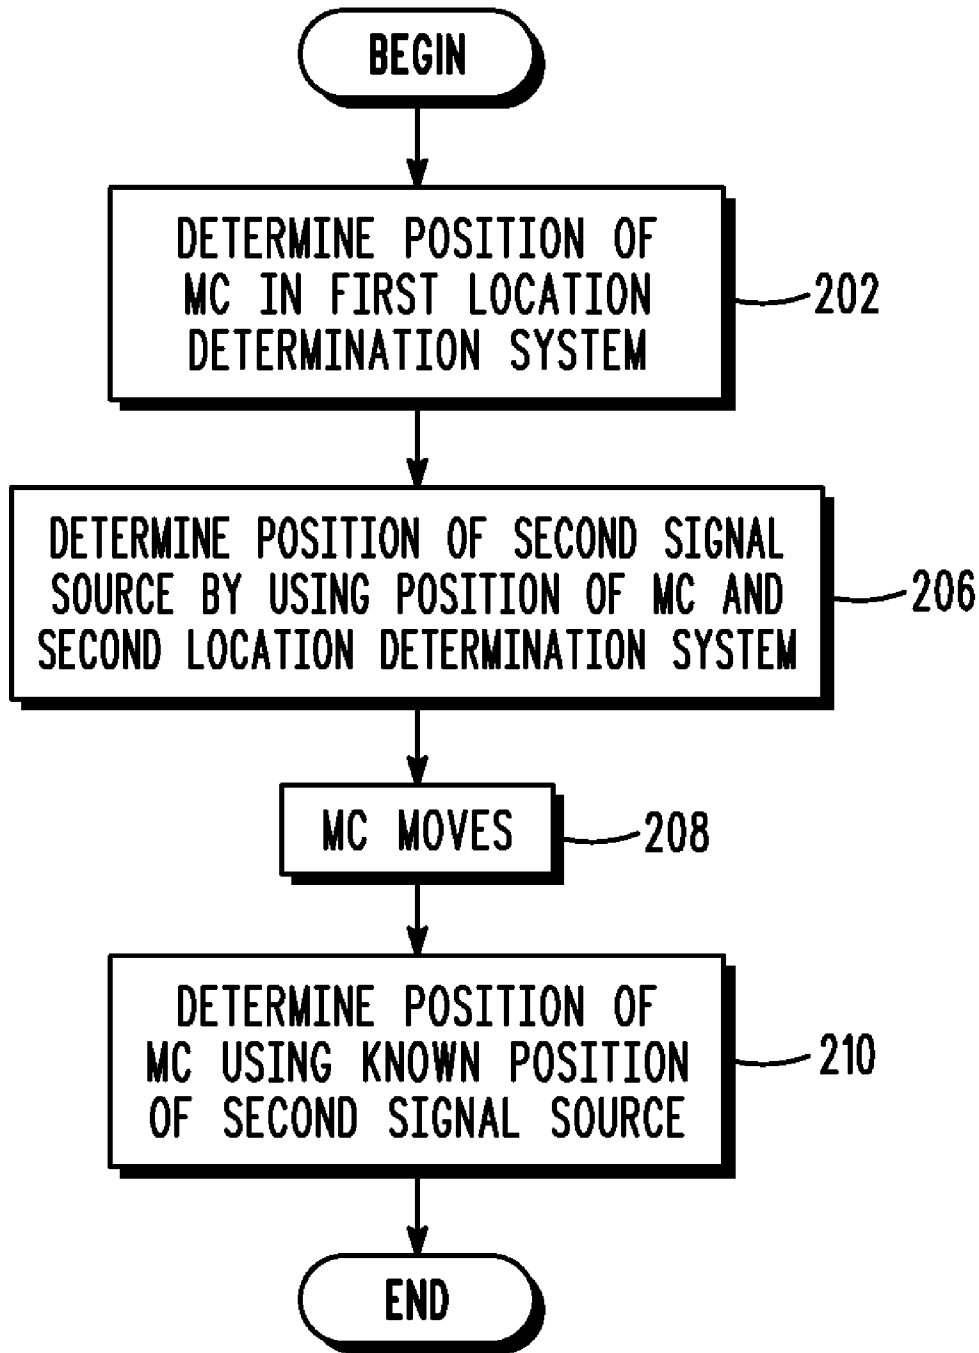 BEGIN
DETERMINE POSITION OF
MC IN FIRST LOCATION
DETERMINATION SYSTEM
202
DETERMINE POSITION OF SECOND SIGNAL
SOURCE BY USING POSITION OF MC AND
SECOND LOCATION DETERMINATION SYSTEM
206
MC MOVES
208
DETERMINE POSITION OF
MC USING KNOWN POSITION
OF SECOND SIGNAL SOURCE
210
END